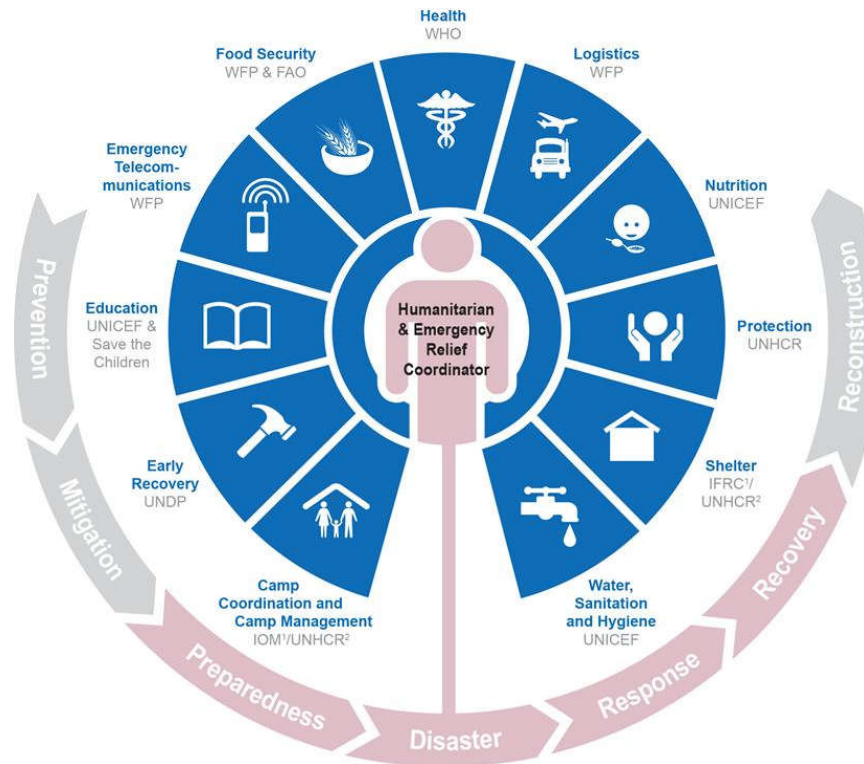 Health
WHO
Logistics
WFP
Nutrition
UNICEF
Protection
UNHCR
Shelter
IFRC¹/
UNHCR²
Water,
Sanitation
and Hygiene
UNICEF
Camp
Coordination and
Camp Management
IOM¹/UNHCR²
Early
Recovery
UNDP
Education
UNICEF &
Save the
Children
Emergency
Telecom-
munications
WFP
Food Security
WFP & FAO
Humanitarian
& Emergency
Relief
Coordinator
Prevention
Mitigation
Preparedness
Disaster
Response
Recovery
Reconstruction